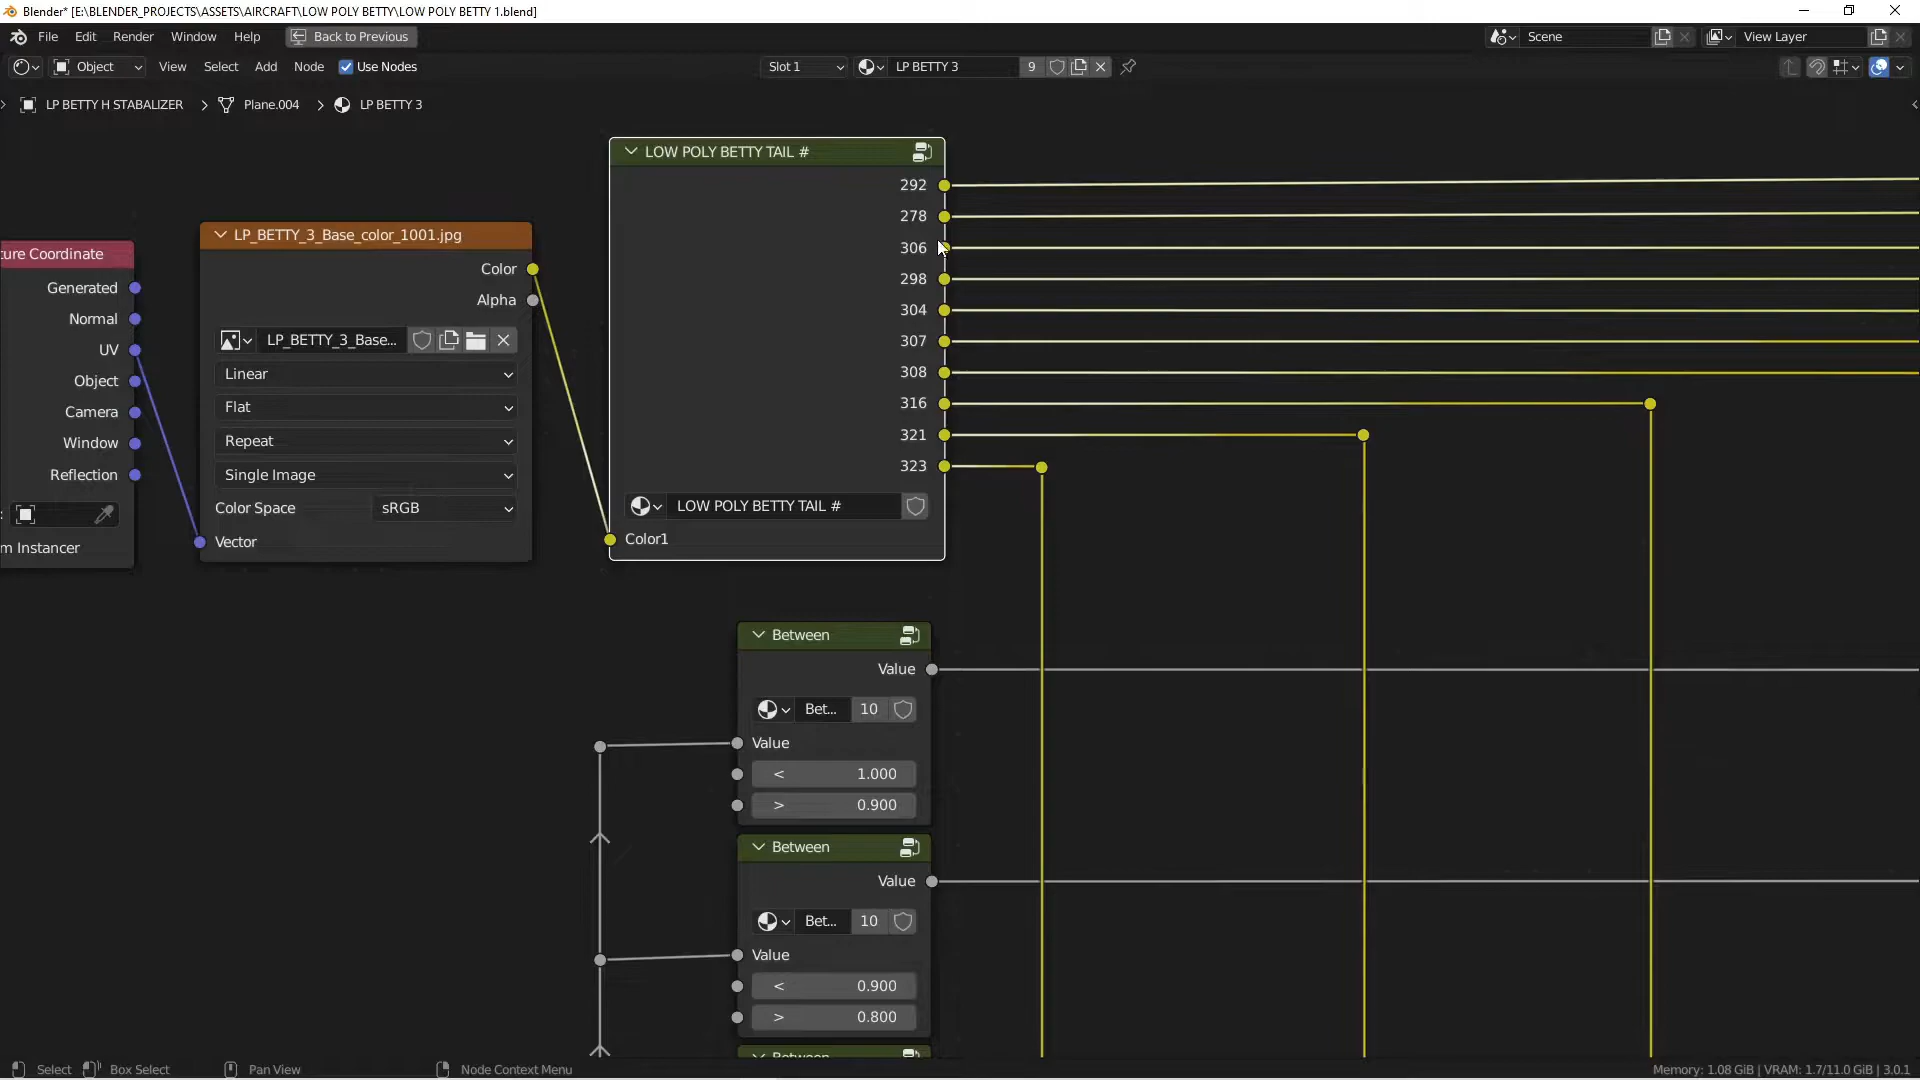 Blender* [E:\BLENDER_PROJECTS\ASSETS\AIRCRAFT\LOW POLY BETTY\LOW POLY BETTY 1.blend]
File Edit Render Window Help Back to Previous Scene View Layer
Object View Select Add Node Use Nodes Slot 1 LP BETTY 3 9
LP BETTY H STABALIZER > Plane.004 > LP BETTY 3
ure Coordinate
Generated
Normal
UV
Object
Camera
Window
Reflection
m Instancer
LP_BETTY_3_Base_color_1001.jpg
Color
Alpha
LP_BETTY_3_Base...
Linear
Flat
Repeat
Single Image
Color Space sRGB
Vector
LOW POLY BETTY TAIL #
292
278
306
298
304
307
308
316
321
323
LOW POLY BETTY TAIL #
Color1
Between
Value
Bet... 10
Value
< 1.000
> 0.900
Between
Value
Bet... 10
Value
< 0.900
> 0.800
Between
Select Box Select Pan View Node Context Menu Memory: 1.08 GiB | VRAM: 1.7/11.0 GiB | 3.0.1